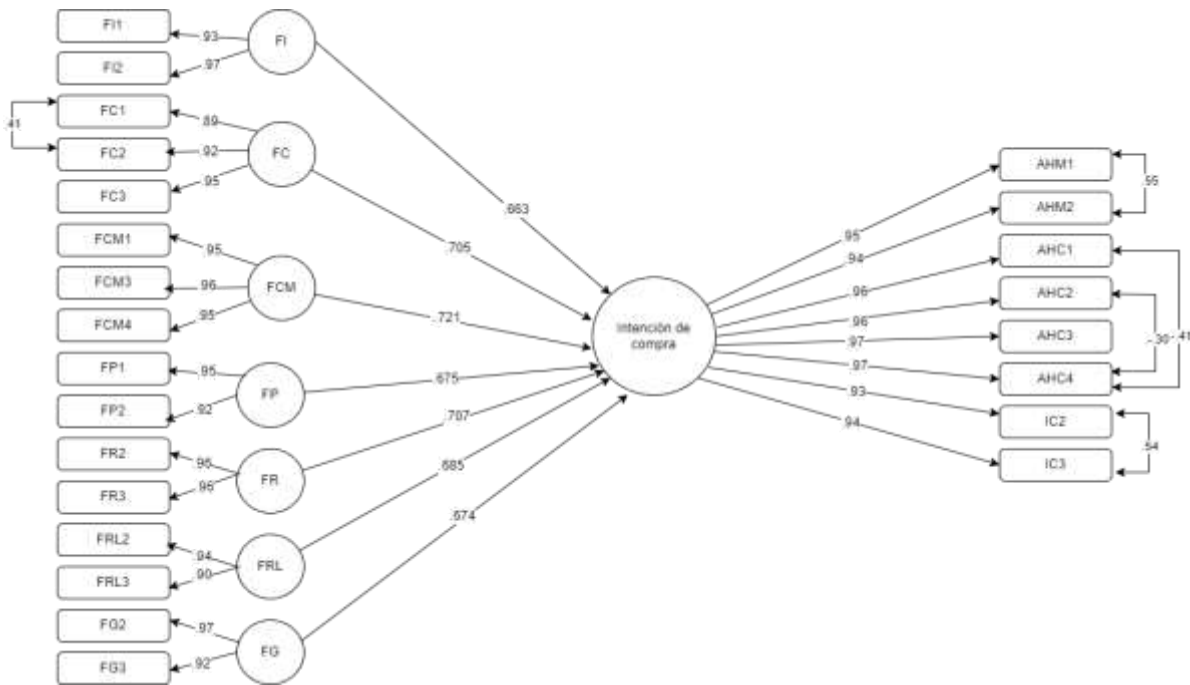 FI1
.93
FI
FI2
.97
FC1
.89
.41
FC2
.92
FC
FC3
.95
FCM1
.95
FCM3
.96
FCM
FCM4
.95
FP1
.95
FP
FP2
.92
FR2
.96
FR
FR3
.96
FRL2
.94
FRL
FRL3
.90
FG2
.97
FG
FG3
.92
.663
.705
.721
.675
.707
.685
.674
Intención de
compra
.95
AHM1
.55
.94
AHM2
.96
AHC1
.96
AHC2
.97
AHC3
-.30
-.41
.97
AHC4
.93
IC2
.54
.94
IC3